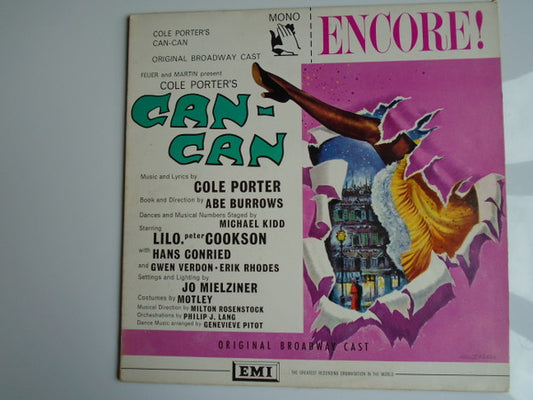 COLE PORTER'S
CAN-CAN
ORIGINAL BROADWAY CAST
MONO
ENCORE!
FEUER and MARTIN present
COLE PORTER'S
CAN-
CAN
Music and Lyrics by
COLE PORTER
Book and Direction by ABE BURROWS
Dances and Musical Numbers Staged by
MICHAEL KIDD
Starring
LILO. peter COOKSON
with HANS CONRIED
and GWEN VERDON • ERIK RHODES
Settings and Lighting by
JO MIELZINER
Costumes by MOTLEY
Musical Direction by MILTON ROSENSTOCK
Orchestrations by PHILIP J. LANG
Dance Music arranged by GENEVIEVE PITOT
ORIGINAL BROADWAY CAST
EMI
THE GREATEST RECORDING ORGANISATION IN THE WORLD